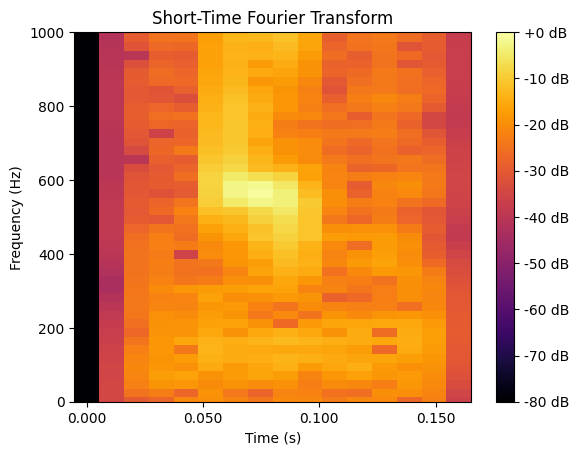 Short-Time Fourier Transform
Frequency (Hz)
1000
800
600
400
200
0
0.000
0.050
0.100
0.150
Time (s)
+0 dB
-10 dB
-20 dB
-30 dB
-40 dB
-50 dB
-60 dB
-70 dB
-80 dB